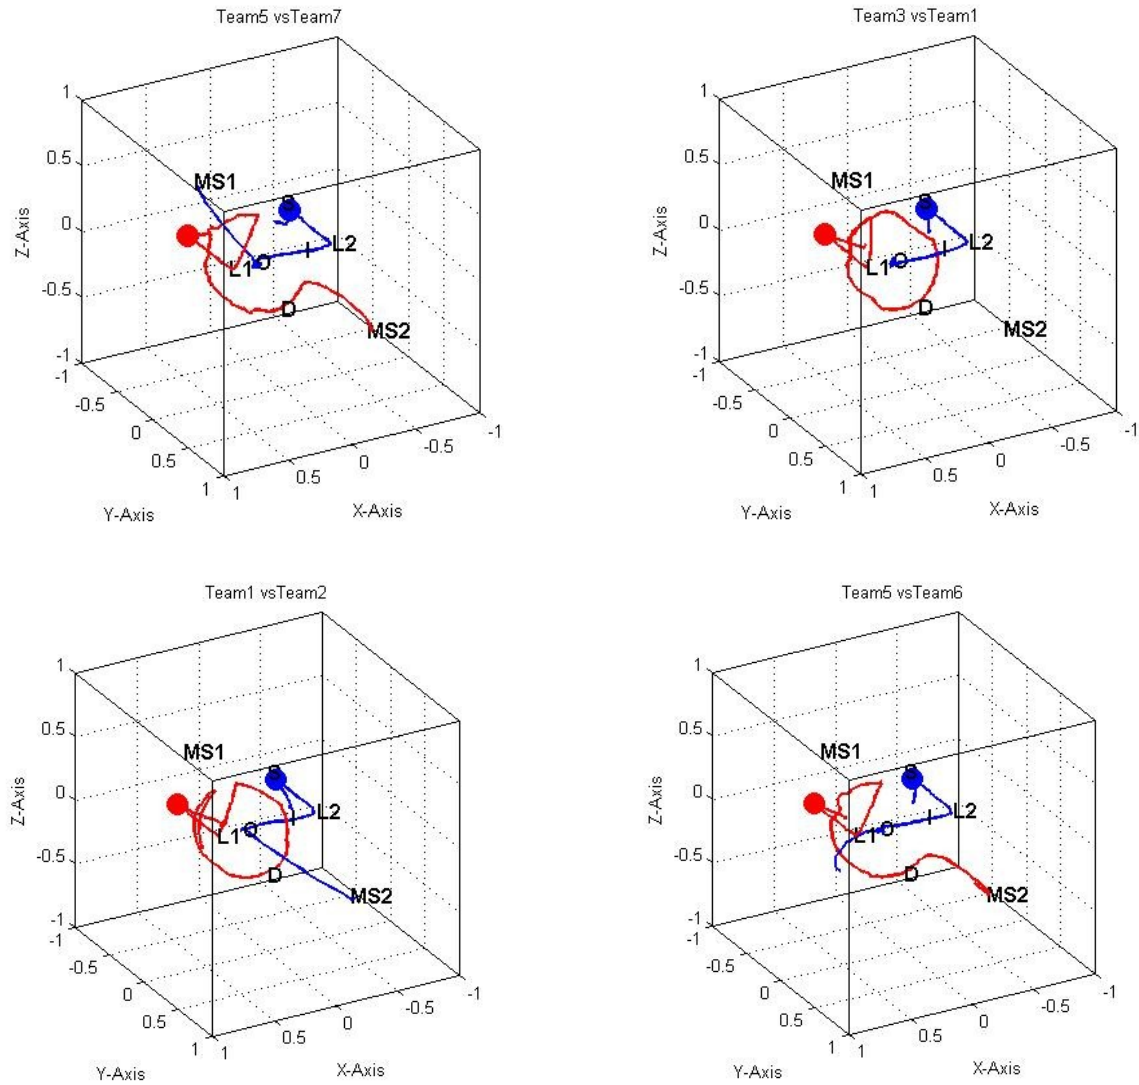 Team5 vsTeam7
1
0.5
0
-0.5
-1
Z-Axis
-1
-0.5
0
0.5
1
Y-Axis
1
0.5
0
-0.5
-1
X-Axis
MS1
S
L2
L1
O
I
D
MS2
Team3 vsTeam1
1
0.5
0
-0.5
-1
Z-Axis
-1
-0.5
0
0.5
1
Y-Axis
1
0.5
0
-0.5
-1
X-Axis
MS1
S
L2
L1
O
I
D
MS2
Team1 vsTeam2
1
0.5
0
-0.5
-1
Z-Axis
-1
-0.5
0
0.5
1
Y-Axis
1
0.5
0
-0.5
-1
X-Axis
MS1
S
L2
L1
O
I
D
MS2
Team5 vsTeam6
1
0.5
0
-0.5
-1
Z-Axis
-1
-0.5
0
0.5
1
Y-Axis
1
0.5
0
-0.5
-1
X-Axis
MS1
S
L2
L1
O
I
D
MS2